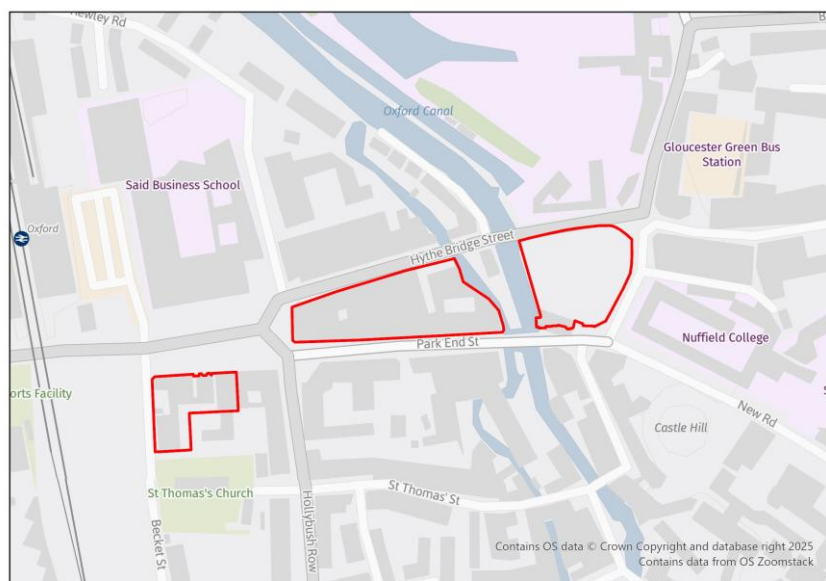 Rewley Rd
Oxford Canal
Gloucester Green Bus
Station
Said Business School
Oxford
Hythe Bridge Street
Nuffield College
Park End St
New Rd
Castle Hill
St Thomas's Church
St Thomas' St
Becket St
Hollybush Row
Contains OS data © Crown Copyright and database right 2025
Contains data from OS Zoomstack